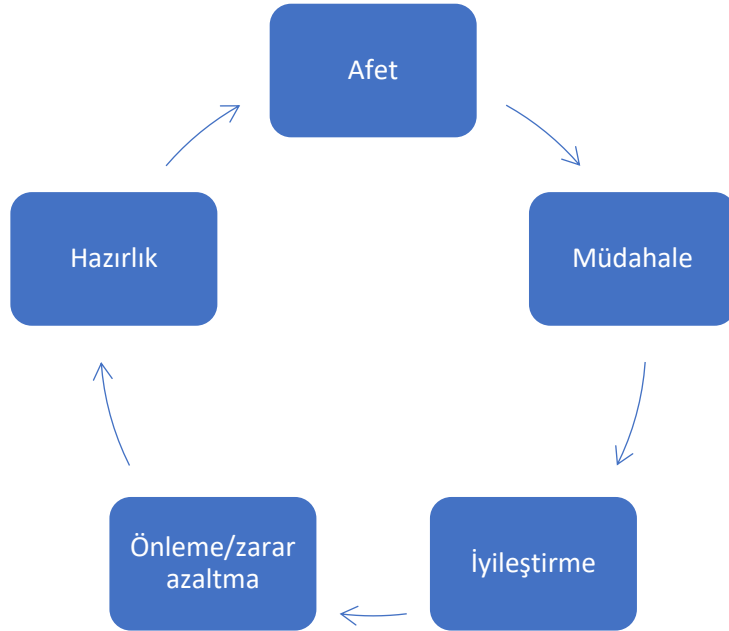 Afet
Müdahale
İyileştirme
Önleme/zarar
azaltma
Hazırlık